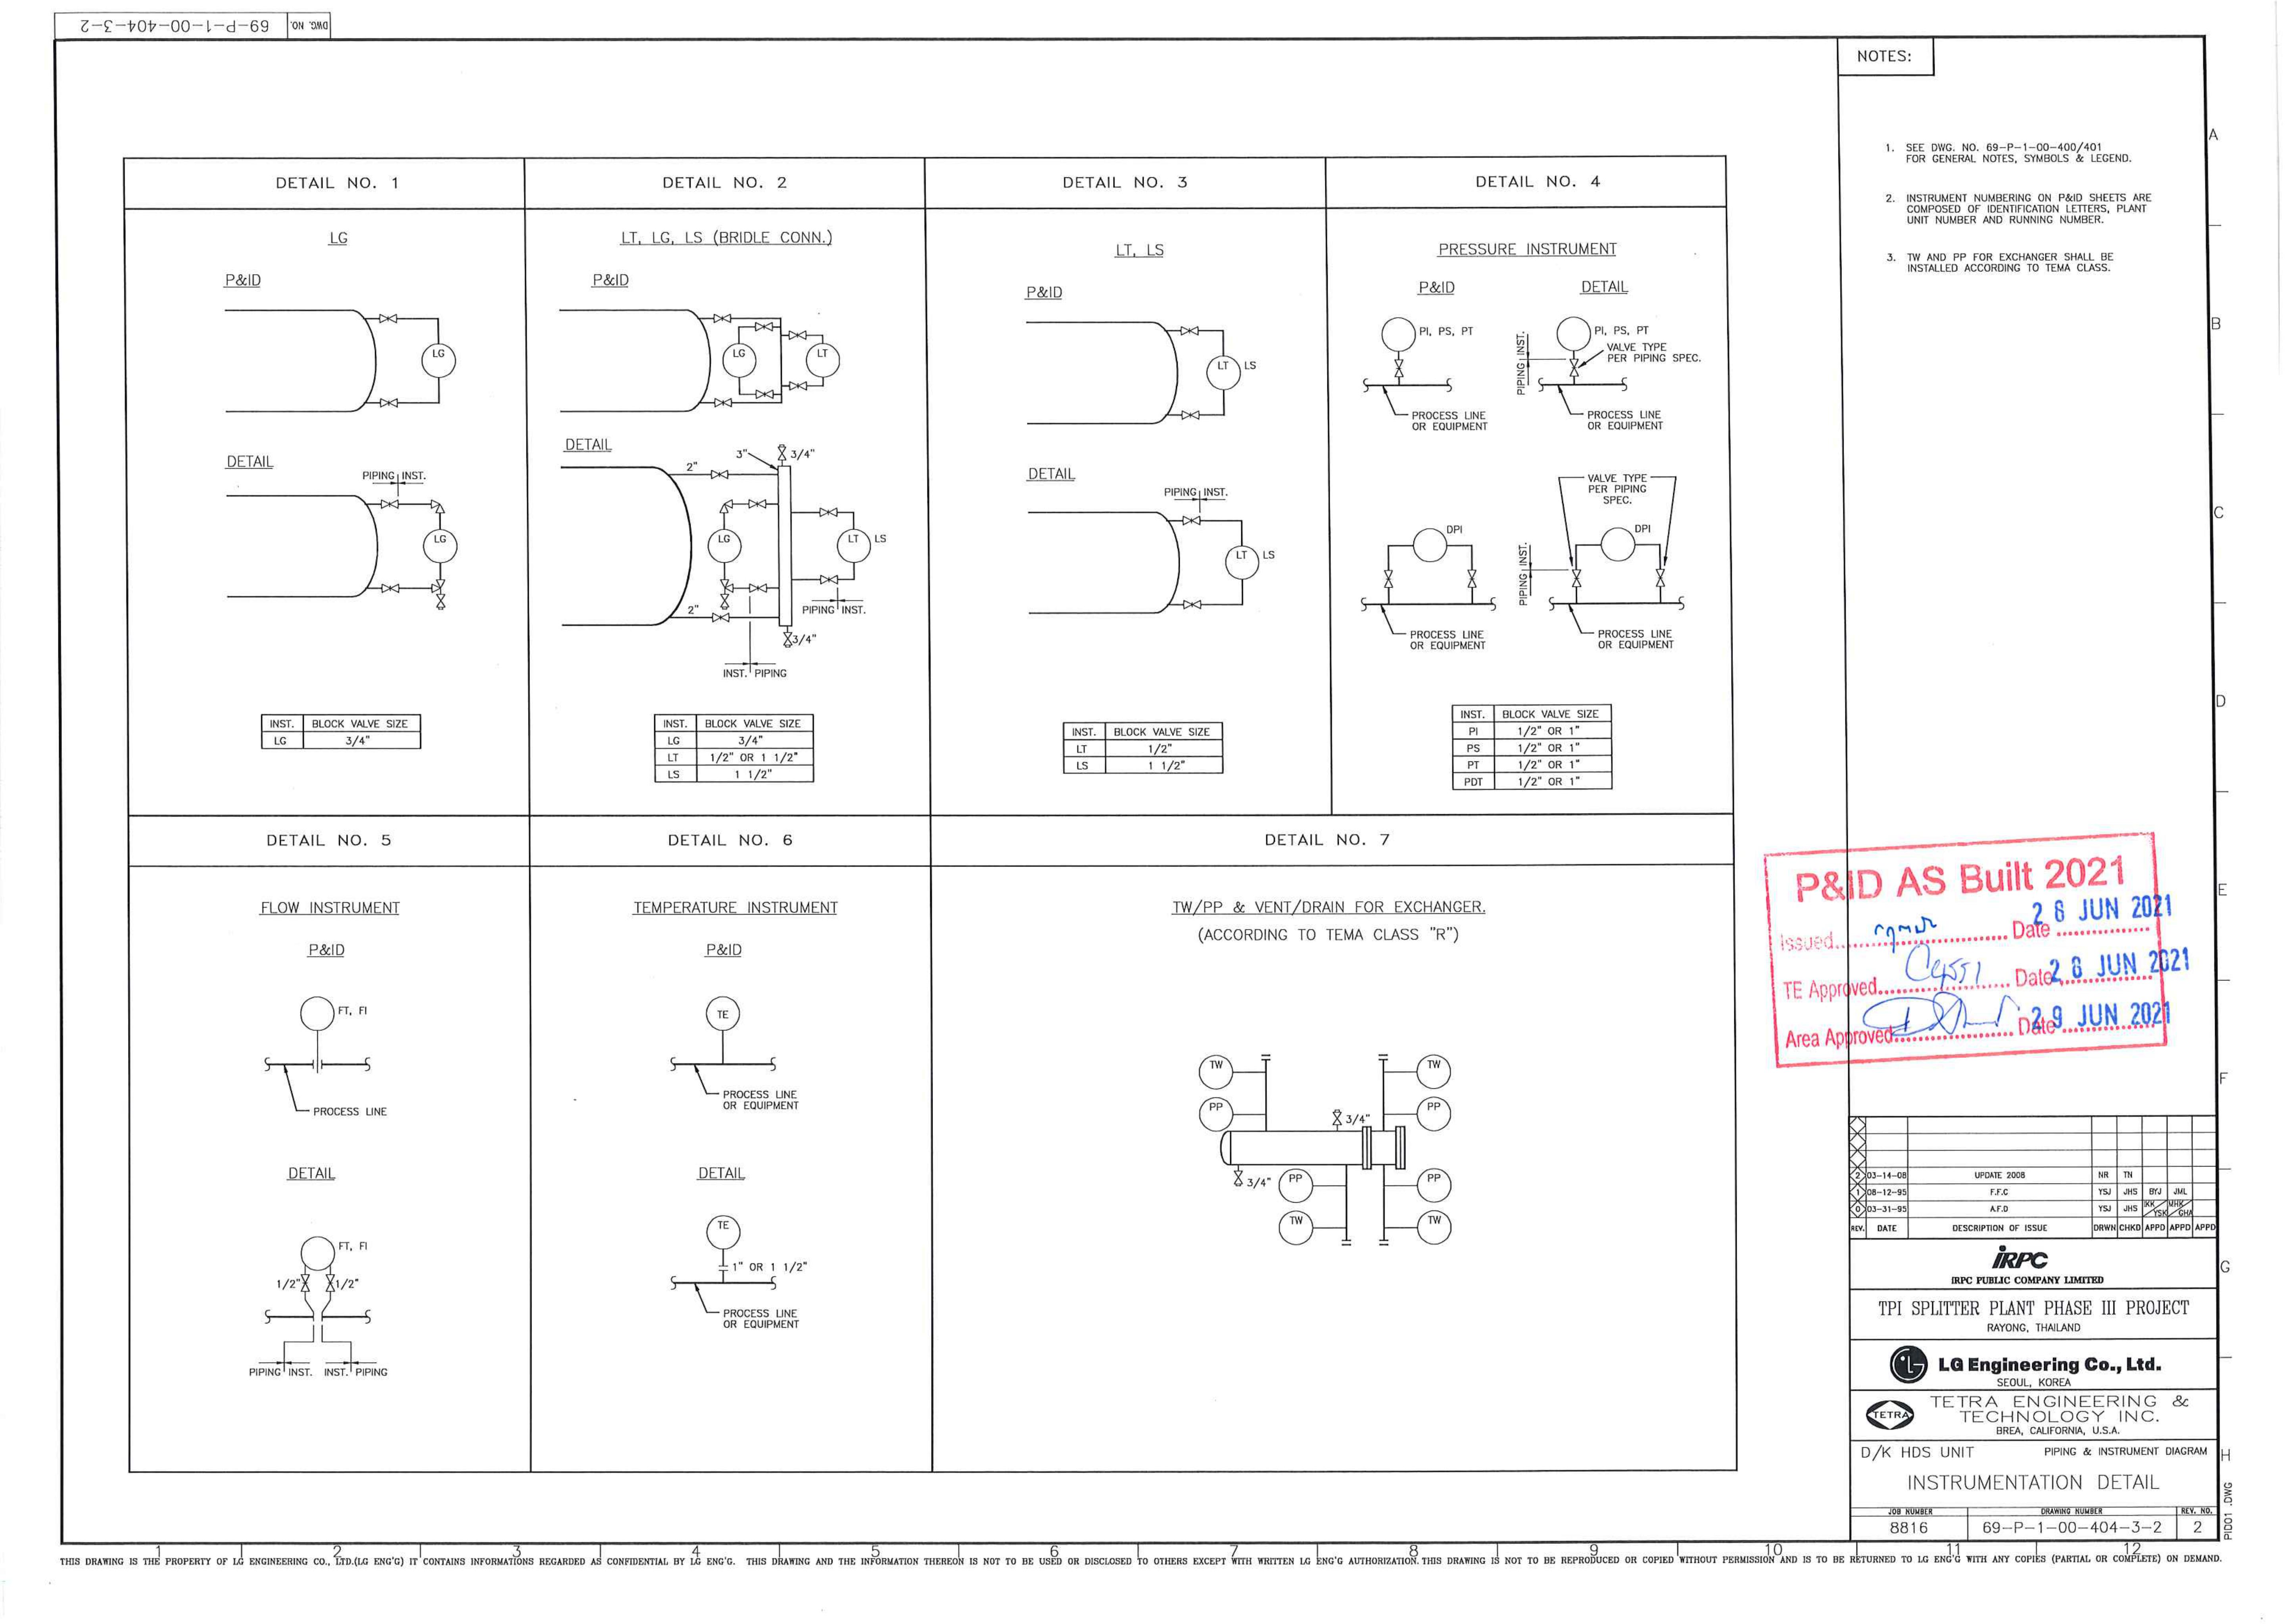 69-P-1-00-404-3-2
DWG. NO.
NOTES:
1. SEE DWG. NO. 69-P-1-00-400/401
FOR GENERAL NOTES, SYMBOLS & LEGEND.
2. INSTRUMENT NUMBERING ON P&ID SHEETS ARE
COMPOSED OF IDENTIFICATION LETTERS, PLANT
UNIT NUMBER AND RUNNING NUMBER.
3. TW AND PP FOR EXCHANGER SHALL BE
INSTALLED ACCORDING TO TEMA CLASS.
DETAIL NO. 1
LG
P&ID
LG
DETAIL
PIPING INST.
LG
INST. BLOCK VALVE SIZE
LG 3/4"
DETAIL NO. 2
LT, LG, LS (BRIDLE CONN.)
P&ID
LG
LT
DETAIL
3"
3/4"
2"
LG
LT
LS
2"
PIPING INST.
3/4"
INST. PIPING
INST. BLOCK VALVE SIZE
LG 3/4"
LT 1/2" OR 1 1/2"
LS 1 1/2"
DETAIL NO. 3
LT, LS
P&ID
LT
LS
DETAIL
PIPING INST.
LT
LS
INST. BLOCK VALVE SIZE
LT 1/2"
LS 1 1/2"
DETAIL NO. 4
PRESSURE INSTRUMENT
P&ID
DETAIL
PI, PS, PT
PIPING INST.
PI, PS, PT
VALVE TYPE
PER PIPING SPEC.
PROCESS LINE
OR EQUIPMENT
PROCESS LINE
OR EQUIPMENT
VALVE TYPE
PER PIPING
SPEC.
DPI
DPI
PIPING INST.
PROCESS LINE
OR EQUIPMENT
PROCESS LINE
OR EQUIPMENT
INST. BLOCK VALVE SIZE
PI 1/2" OR 1"
PS 1/2" OR 1"
PT 1/2" OR 1"
PDT 1/2" OR 1"
DETAIL NO. 5
FLOW INSTRUMENT
P&ID
FT, FI
PROCESS LINE
DETAIL
FT, FI
1/2"
1/2"
PIPING INST. INST. PIPING
DETAIL NO. 6
TEMPERATURE INSTRUMENT
P&ID
TE
PROCESS LINE
OR EQUIPMENT
DETAIL
TE
1" OR 1 1/2"
PROCESS LINE
OR EQUIPMENT
DETAIL NO. 7
TW/PP & VENT/DRAIN FOR EXCHANGER.
(ACCORDING TO TEMA CLASS "R")
TW
TW
PP
PP
3/4"
3/4"
PP
PP
TW
TW
P&ID AS Built 2021
Issued Date 28 JUN 2021
TE Approved Date 28 JUN 2021
Area Approved Date 29 JUN 2021
2 03-14-08 UPDATE 2008 NR TN
1 08-12-95 F.F.C YSJ JHS BYJ JML
0 03-31-95 A.F.D YSJ JHS
REV. DATE DESCRIPTION OF ISSUE DRWN CHKD APPD APPD APPD
iRPC
IRPC PUBLIC COMPANY LIMITED
TPI SPLITTER PLANT PHASE III PROJECT
RAYONG, THAILAND
LG Engineering Co., Ltd.
SEOUL, KOREA
TETRA
TETRA ENGINEERING &
TECHNOLOGY INC.
BREA, CALIFORNIA, U.S.A.
D/K HDS UNIT PIPING & INSTRUMENT DIAGRAM
INSTRUMENTATION DETAIL
JOB NUMBER DRAWING NUMBER REV. NO.
8816 69-P-1-00-404-3-2 2
A
B
C
D
E
F
G
H
PID01 .DWG
1 2 3 4 5 6 7 8 9 10 11 12
THIS DRAWING IS THE PROPERTY OF LG ENGINEERING CO., LTD.(LG ENG'G) IT CONTAINS INFORMATIONS REGARDED AS CONFIDENTIAL BY LG ENG'G. THIS DRAWING AND THE INFORMATION THEREON IS NOT TO BE USED OR DISCLOSED TO OTHERS EXCEPT WITH WRITTEN LG ENG'G AUTHORIZATION. THIS DRAWING IS NOT TO BE REPRODUCED OR COPIED WITHOUT PERMISSION AND IS TO BE RETURNED TO LG ENG'G WITH ANY COPIES (PARTIAL OR COMPLETE) ON DEMAND.